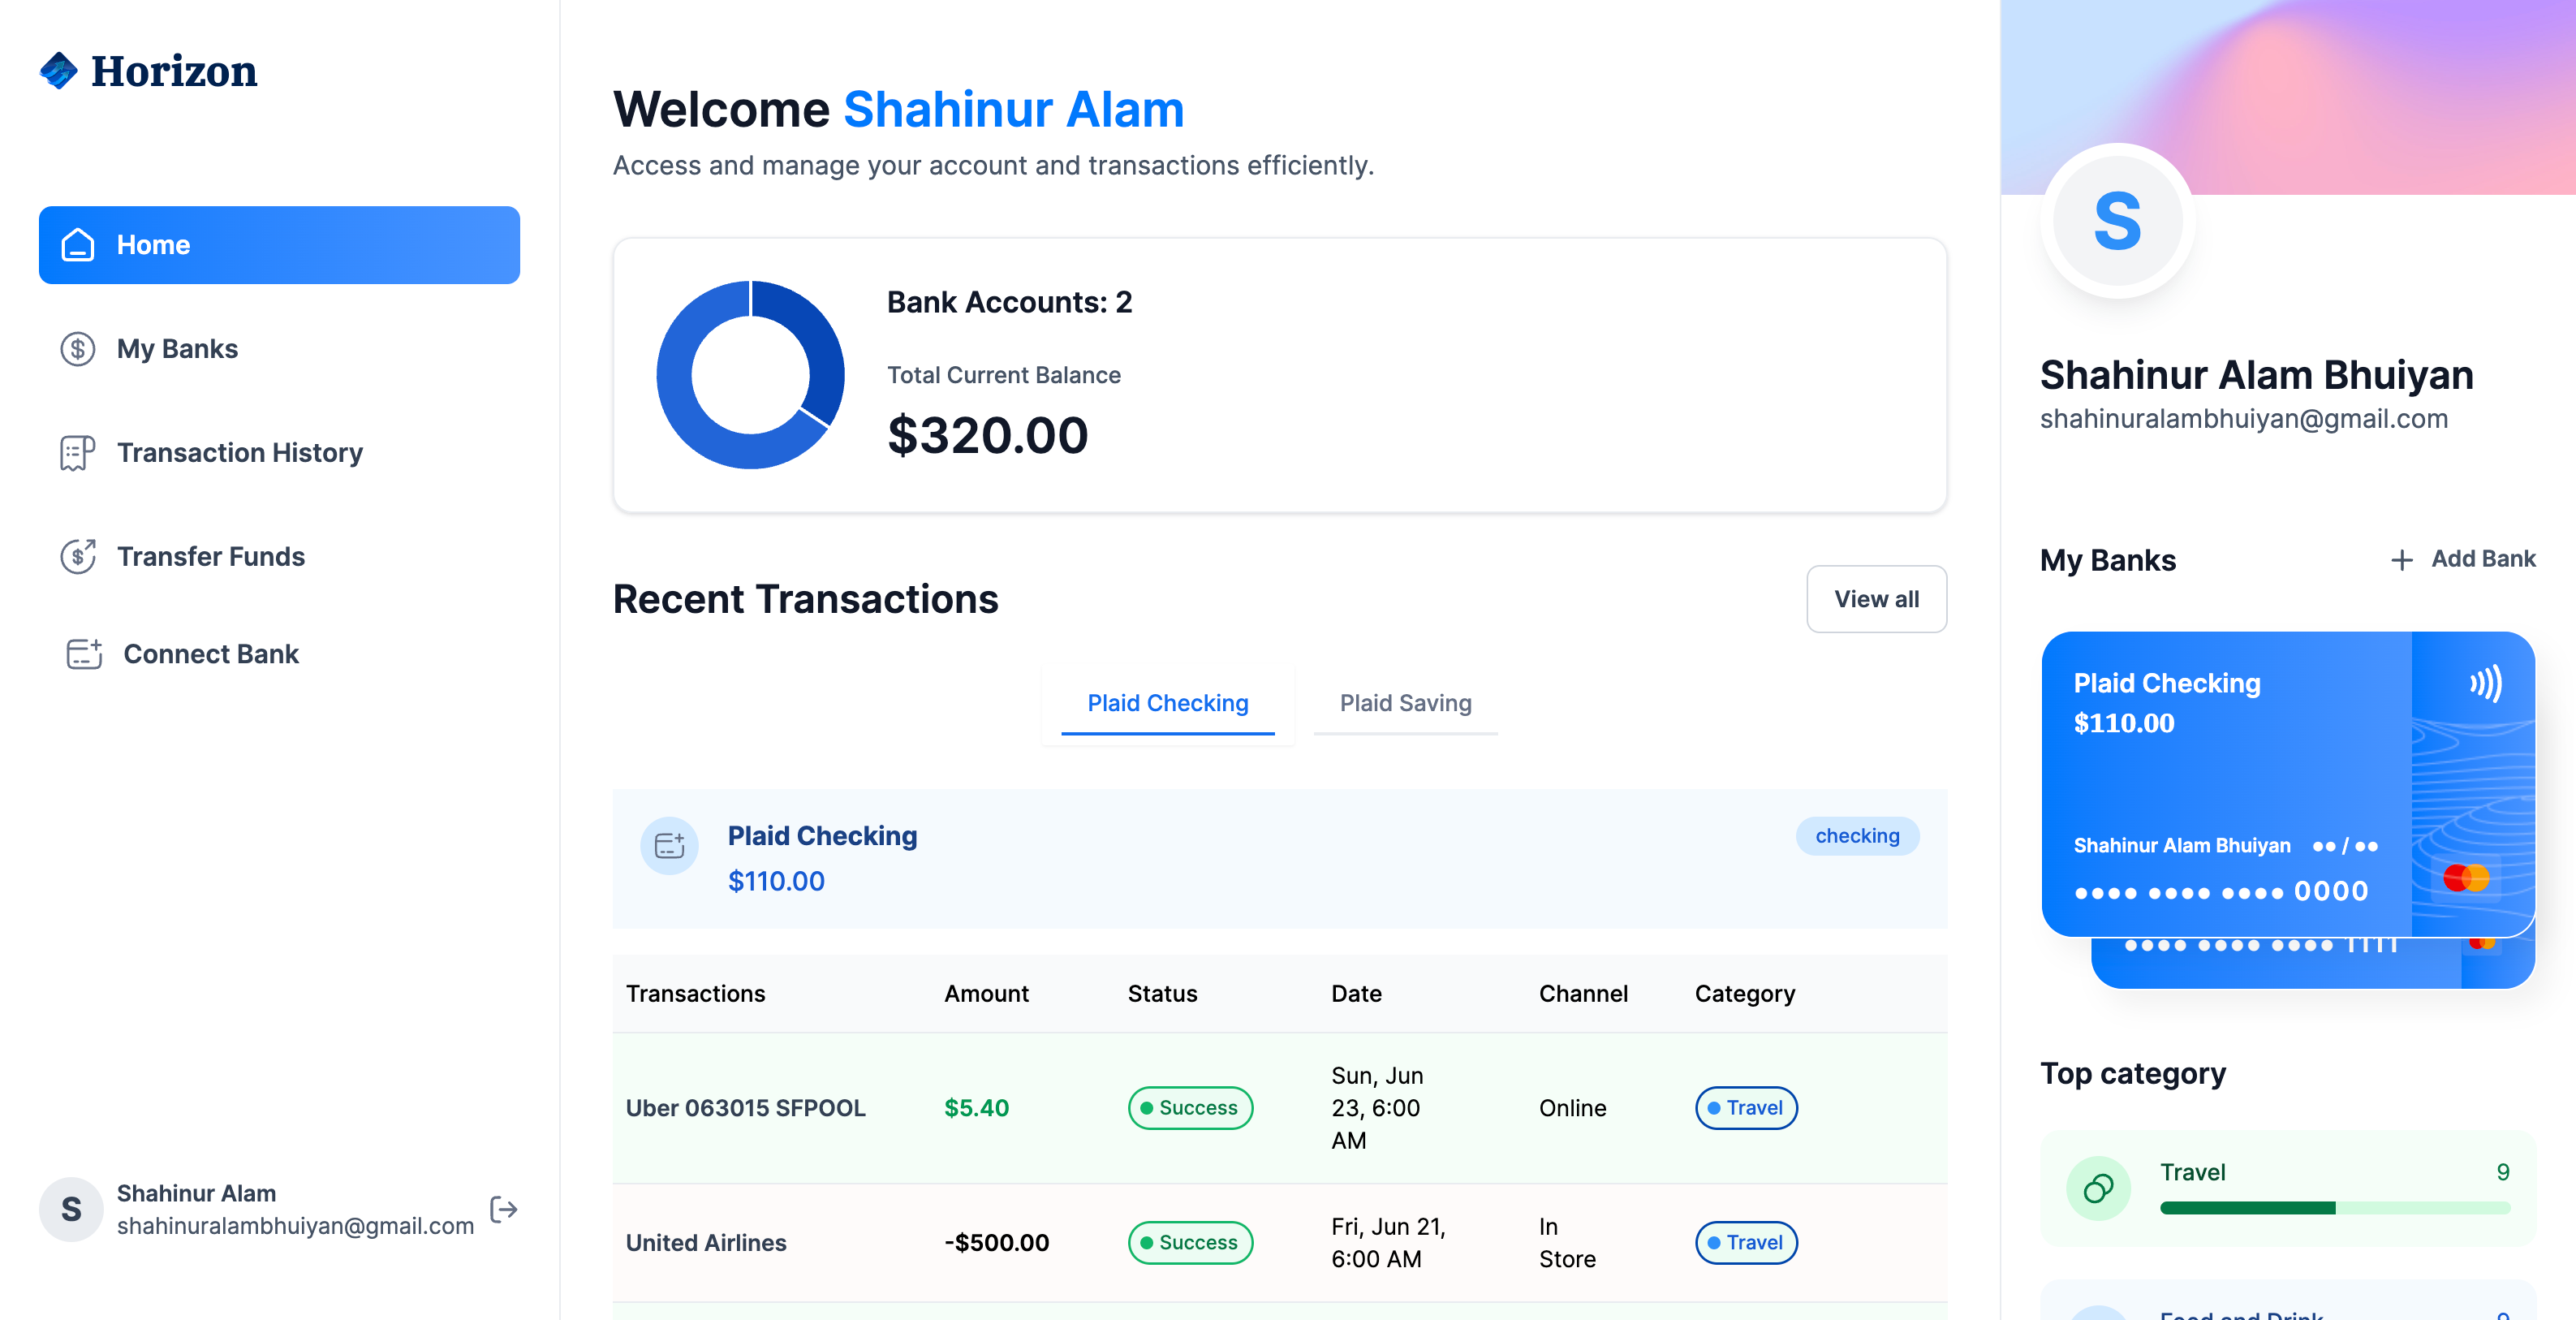 Horizon
Home
My Banks
Transaction History
Transfer Funds
Connect Bank
S
Shahinur Alam
shahinuralambhuiyan@gmail.com
Welcome Shahinur Alam
Access and manage your account and transactions efficiently.
Bank Accounts: 2
Total Current Balance
$320.00
Recent Transactions
View all
Plaid Checking
Plaid Saving
Plaid Checking
$110.00
checking
Transactions Amount Status Date Channel Category
Uber 063015 SFPOOL $5.40 Success Sun, Jun 23, 6:00 AM Online Travel
United Airlines -$500.00 Success Fri, Jun 21, 6:00 AM In Store Travel
S
Shahinur Alam Bhuiyan
shahinuralambhuiyan@gmail.com
My Banks
+ Add Bank
Plaid Checking
$110.00
Shahinur Alam Bhuiyan ●● / ●●
●●●● ●●●● ●●●● 0000
●●●● ●●●● ●●●● 1111
Top category
Travel 9
Food and Drink